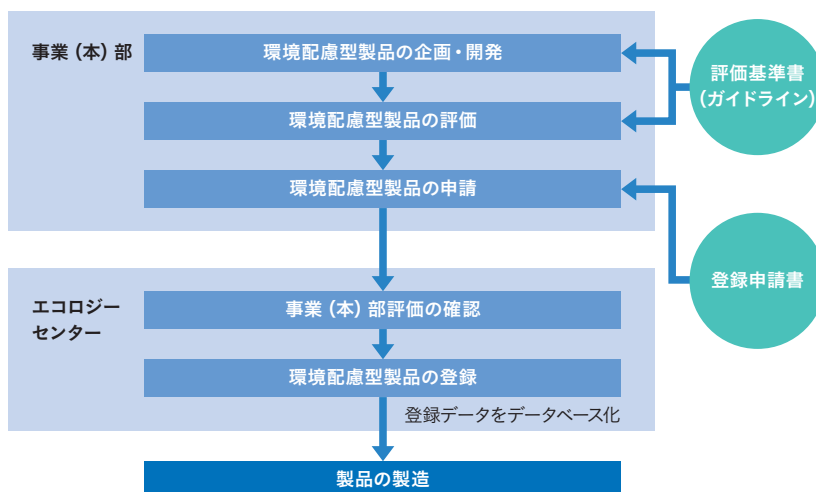 事業(本)部
環境配慮型製品の企画・開発
環境配慮型製品の評価
環境配慮型製品の申請
評価基準書
(ガイドライン)
登録申請書
エコロジー
センター
事業(本)部評価の確認
環境配慮型製品の登録
登録データをデータベース化
製品の製造